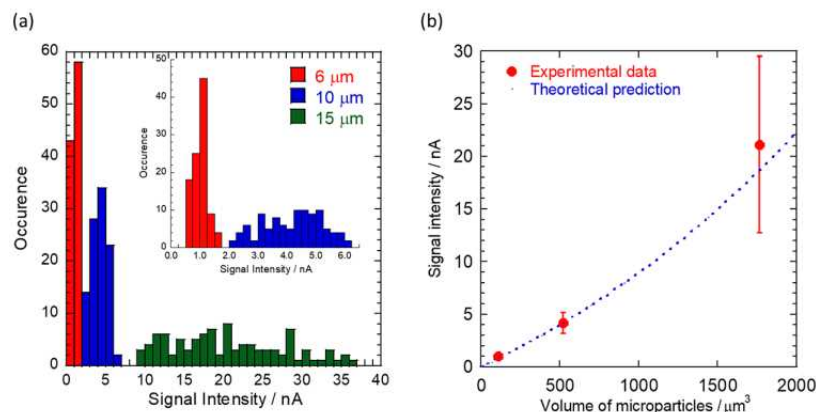 (a)
60
50
40
30
20
10
0
Occurence
0 5 10 15 20 25 30 35 40
Signal Intensity / nA
50
40
30
20
10
0
Occurence
0.0 1.0 2.0 3.0 4.0 5.0 6.0
Signal Intensity / nA
6 μm
10 μm
15 μm
(b)
30
25
20
15
10
5
0
Signal intensity / nA
Experimental data
Theoretical prediction
0 500 1000 1500 2000
Volume of microparticles / μm³